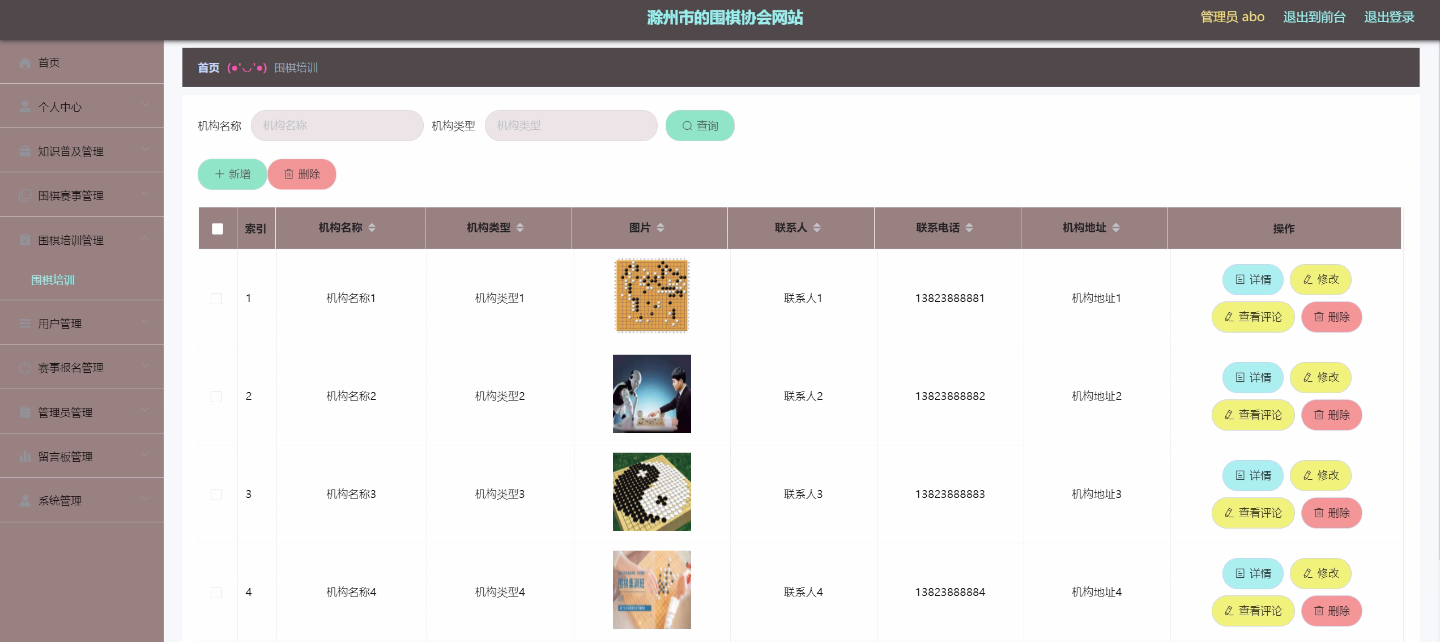 滁州市的围棋协会网站
管理员 abo 退出到前台 退出登录
首页
个人中心
知识普及管理
围棋赛事管理
围棋培训管理
围棋培训
用户管理
赛事报名管理
管理员管理
留言板管理
系统管理
首页 (●'◡'●) 围棋培训
机构名称 机构名称 机构类型 机构类型 查询
新增 删除
索引 机构名称 机构类型 图片 联系人 联系电话 机构地址 操作
1 机构名称1 机构类型1 联系人1 13823888881 机构地址1 详情 修改
查看评论 删除
2 机构名称2 机构类型2 联系人2 13823888882 机构地址2 详情 修改
查看评论 删除
3 机构名称3 机构类型3 联系人3 13823888883 机构地址3 详情 修改
查看评论 删除
4 机构名称4 机构类型4 围棋集训班 联系人4 13823888884 机构地址4 详情 修改
查看评论 删除